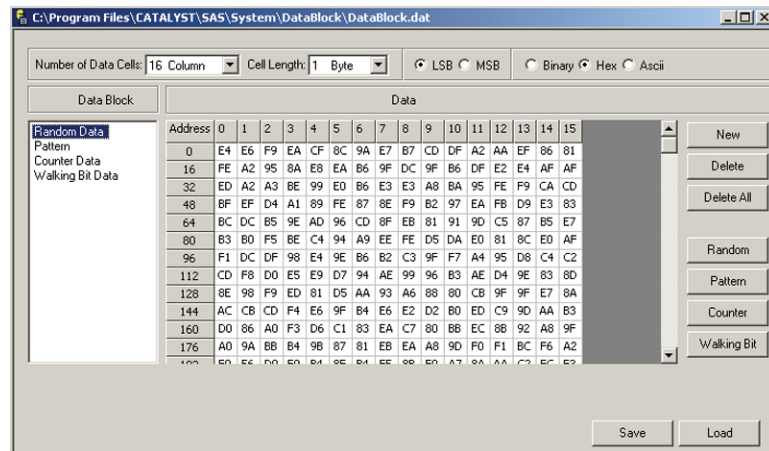 C:\Program Files\CATALYST\SAS\System\DataBlock\DataBlock.dat
Number of Data Cells: 16 Column Cell Length: 1 Byte LSB MSB Binary Hex Ascii
Data Block Data
Random Data
Pattern
Counter Data
Walking Bit Data
Address 0 1 2 3 4 5 6 7 8 9 10 11 12 13 14 15
0 E4 E6 F9 EA CF 8C 9A E7 B7 CD DF A2 AA EF 86 81
16 FE A2 95 8A E8 EA B6 9F DC 9F B6 DF E2 E4 AF AF
32 ED A2 A3 BE 99 E0 B6 E3 E3 A8 BA 95 FE F9 CA CD
48 BF EF D4 A1 89 FE 87 8E F9 B2 97 EA FB D9 E3 83
64 BC DC B5 9E AD 96 CD 8F EB 81 91 9D C5 87 B5 E7
80 B3 B0 F5 BE C4 94 A9 EE FE D5 DA E0 81 8C E0 AF
96 F1 DC DF 98 E4 9E B6 B2 C3 9F F7 A4 95 D8 C4 C2
112 CD F8 D0 E5 E9 D7 94 AE 99 96 B3 AE D4 9E 83 8D
128 8E 98 F9 ED 81 D5 AA 93 A6 88 80 CB 9F 9F E7 8A
144 AC CB CD F4 E6 9F B4 E6 E2 D2 B0 ED C9 9D AA B3
160 D0 86 A0 F3 D6 C1 83 EA C7 80 BB EC 8B 92 A8 9F
176 A0 9A BB B4 9B 87 81 EB EA A8 9D F0 F1 BC F6 A2
New
Delete
Delete All
Random
Pattern
Counter
Walking Bit
Save Load